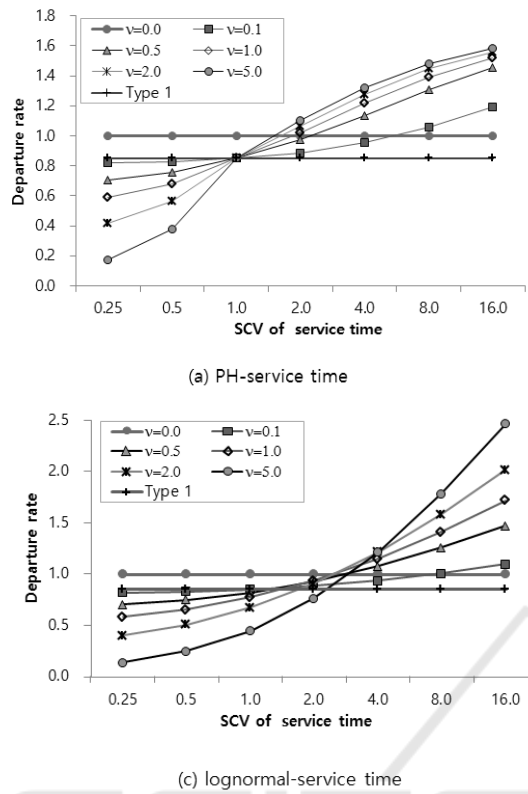 1.8
1.6
1.4
1.2
1.0
0.8
0.6
0.4
0.2
0.0
Departure rate
ν=0.0 ν=0.1
ν=0.5 ν=1.0
ν=2.0 ν=5.0
Type 1
0.25 0.5 1.0 2.0 4.0 8.0 16.0
SCV of service time
(a) PH-service time
2.5
2.0
1.5
1.0
0.5
0.0
Departure rate
ν=0.0 ν=0.1
ν=0.5 ν=1.0
ν=2.0 ν=5.0
Type 1
0.25 0.5 1.0 2.0 4.0 8.0 16.0
SCV of service time
(c) lognormal-service time